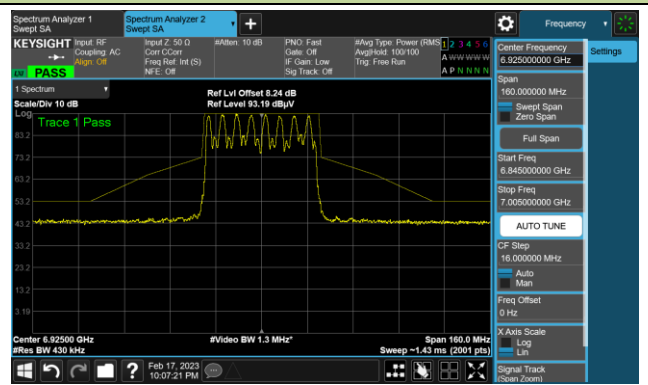 Spectrum Analyzer 1
Swept SA
Spectrum Analyzer 2
Swept SA
+
Frequency
KEYSIGHT
Input: RF
Coupling: AC
Align: Off
Input Z: 50 Ω
Corr CCorr
Freq Ref: Int (S)
NFE: Off
#Atten: 10 dB
PNO: Fast
Gate: Off
IF Gain: Low
Sig Track: Off
#Avg Type: Power (RMS
Avg|Hold: 100/100
Trig: Free Run
1 2 3 4 5 6
A W W W W W
A P N N N N
PASS
1 Spectrum
Scale/Div 10 dB
Ref Lvl Offset 8.24 dB
Ref Level 93.19 dBµV
Log
Trace 1 Pass
83.2
73.2
63.2
53.2
43.2
33.2
23.2
13.2
3.19
Center 6.92500 GHz
#Res BW 430 kHz
#Video BW 1.3 MHz*
Span 160.0 MHz
Sweep ~1.43 ms (2001 pts)
Feb 17, 2023
10:07:21 PM
Center Frequency
6.925000000 GHz
Settings
Span
160.000000 MHz
Swept Span
Zero Span
Full Span
Start Freq
6.845000000 GHz
Stop Freq
7.005000000 GHz
AUTO TUNE
CF Step
16.000000 MHz
Auto
Man
Freq Offset
0 Hz
X Axis Scale
Log
Lin
Signal Track
(Span Zoom)